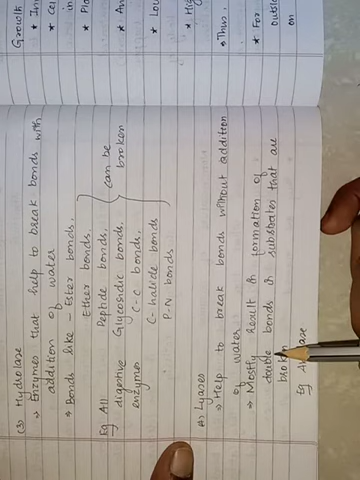 Growth
* For
on
(3) Hydrolase
⇒ Enzymes that help to break bonds with
addition of water
⇒ Bonds like - Ester bonds,
Ether bonds
Eg All Peptide bonds, can be
digestive Glycosidic bonds, broken
enzymes C-C bonds,
C-halide bonds
P-N bonds
4) Lyases
⇒ Help to break bonds without addition
of water
⇒ Mostly Result in formation of
double bonds in substrates that are
broken
Eg